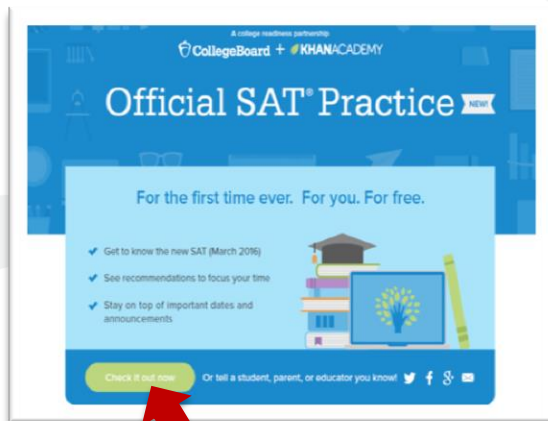 A college readiness partnership
CollegeBoard + KHANACADEMY
Official SAT® Practice NEW!
For the first time ever. For you. For free.
Get to know the new SAT (March 2016)
See recommendations to focus your time
Stay on top of important dates and
announcements
Check it out now Or tell a student, parent, or educator you know!